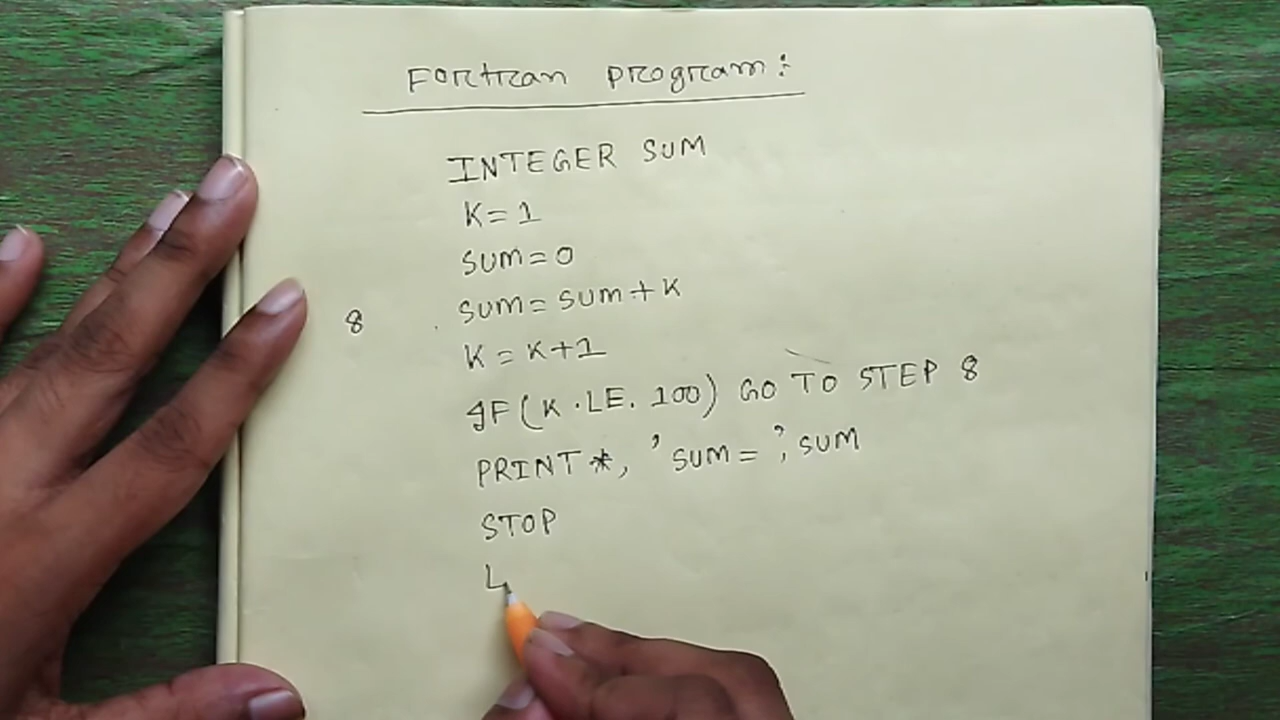 Fortran program:
INTEGER SUM
K=1
SUM=0
8 SUM=SUM+K
K=K+1
IF(K.LE.100) GO TO STEP 8
PRINT*, 'SUM=', SUM
STOP